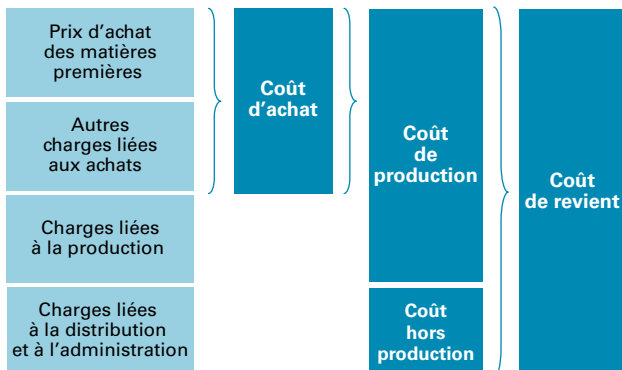 Prix d'achat
des matières
premières
Autres
charges liées
aux achats
Charges liées
à la production
Charges liées
à la distribution
et à l'administration
Coût
d'achat
Coût
de
production
Coût
hors
production
Coût
de revient